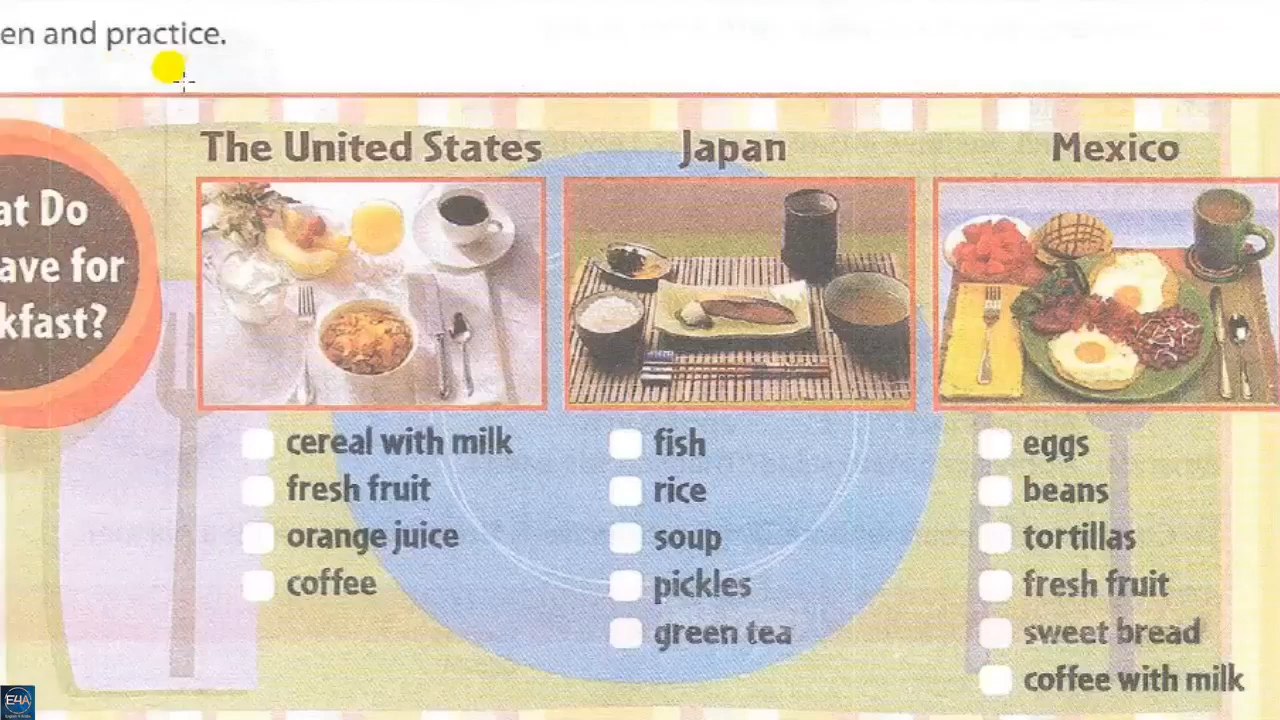 en and practice.
The United States
Japan
Mexico
at Do
ave for
kfast?
cereal with milk
fresh fruit
orange juice
coffee
fish
rice
soup
pickles
green tea
eggs
beans
tortillas
fresh fruit
sweet bread
coffee with milk
E4A